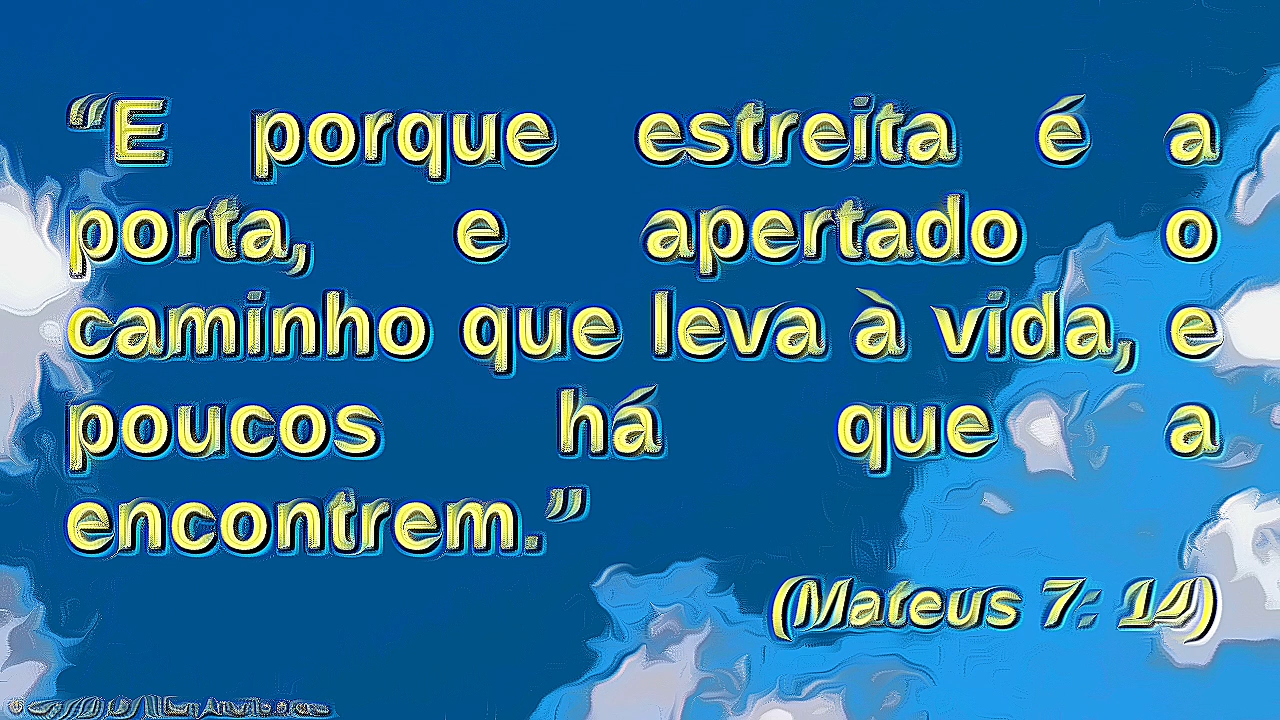 “E porque estreita é a
porta, e apertado o
caminho que leva à vida, e
poucos há que a
encontrem.”
(Mateus 7: 14)